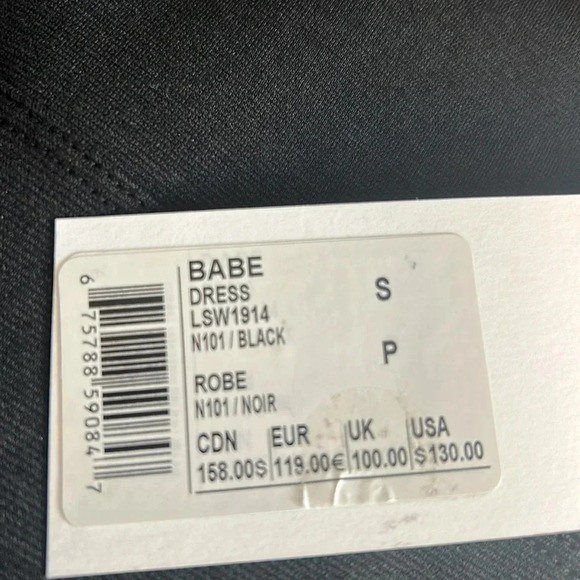 BABE
DRESS
LSW1914
N101 / BLACK
S
ROBE
N101 / NOIR
P
CDN EUR UK USA
158.00$ 119.00€ 100.00 $130.00
6 75788 59084 7